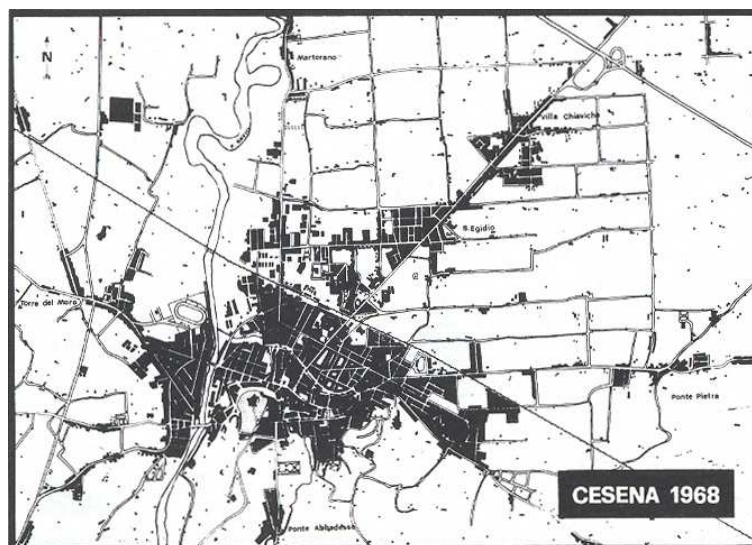 N
Martorano
Villa Chiaviche
S. Egidio
Torre del Moro
Ponte Pietra
CESENA 1968
Ponte Abbadesse